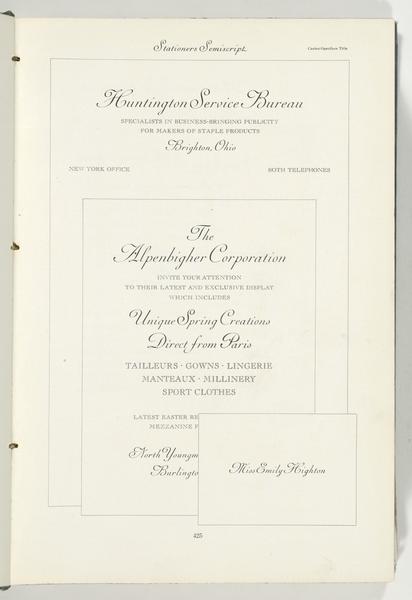 Stationers Semiscript
Caslon Openface Title
Huntington Service Bureau
SPECIALISTS IN BUSINESS-BRINGING PUBLICITY
FOR MAKERS OF STAPLE PRODUCTS
Brighton, Ohio
NEW YORK OFFICE
BOTH TELEPHONES
The
Alpenbigher Corporation
INVITE YOUR ATTENTION
TO THEIR LATEST AND EXCLUSIVE DISPLAY
WHICH INCLUDES
Unique Spring Creations
Direct from Paris
TAILLEURS · GOWNS · LINGERIE
MANTEAUX · MILLINERY
SPORT CLOTHES
LATEST EASTER RE
MEZZANINE F
North Youngm
Burlingto
Miss Emily Highton
425